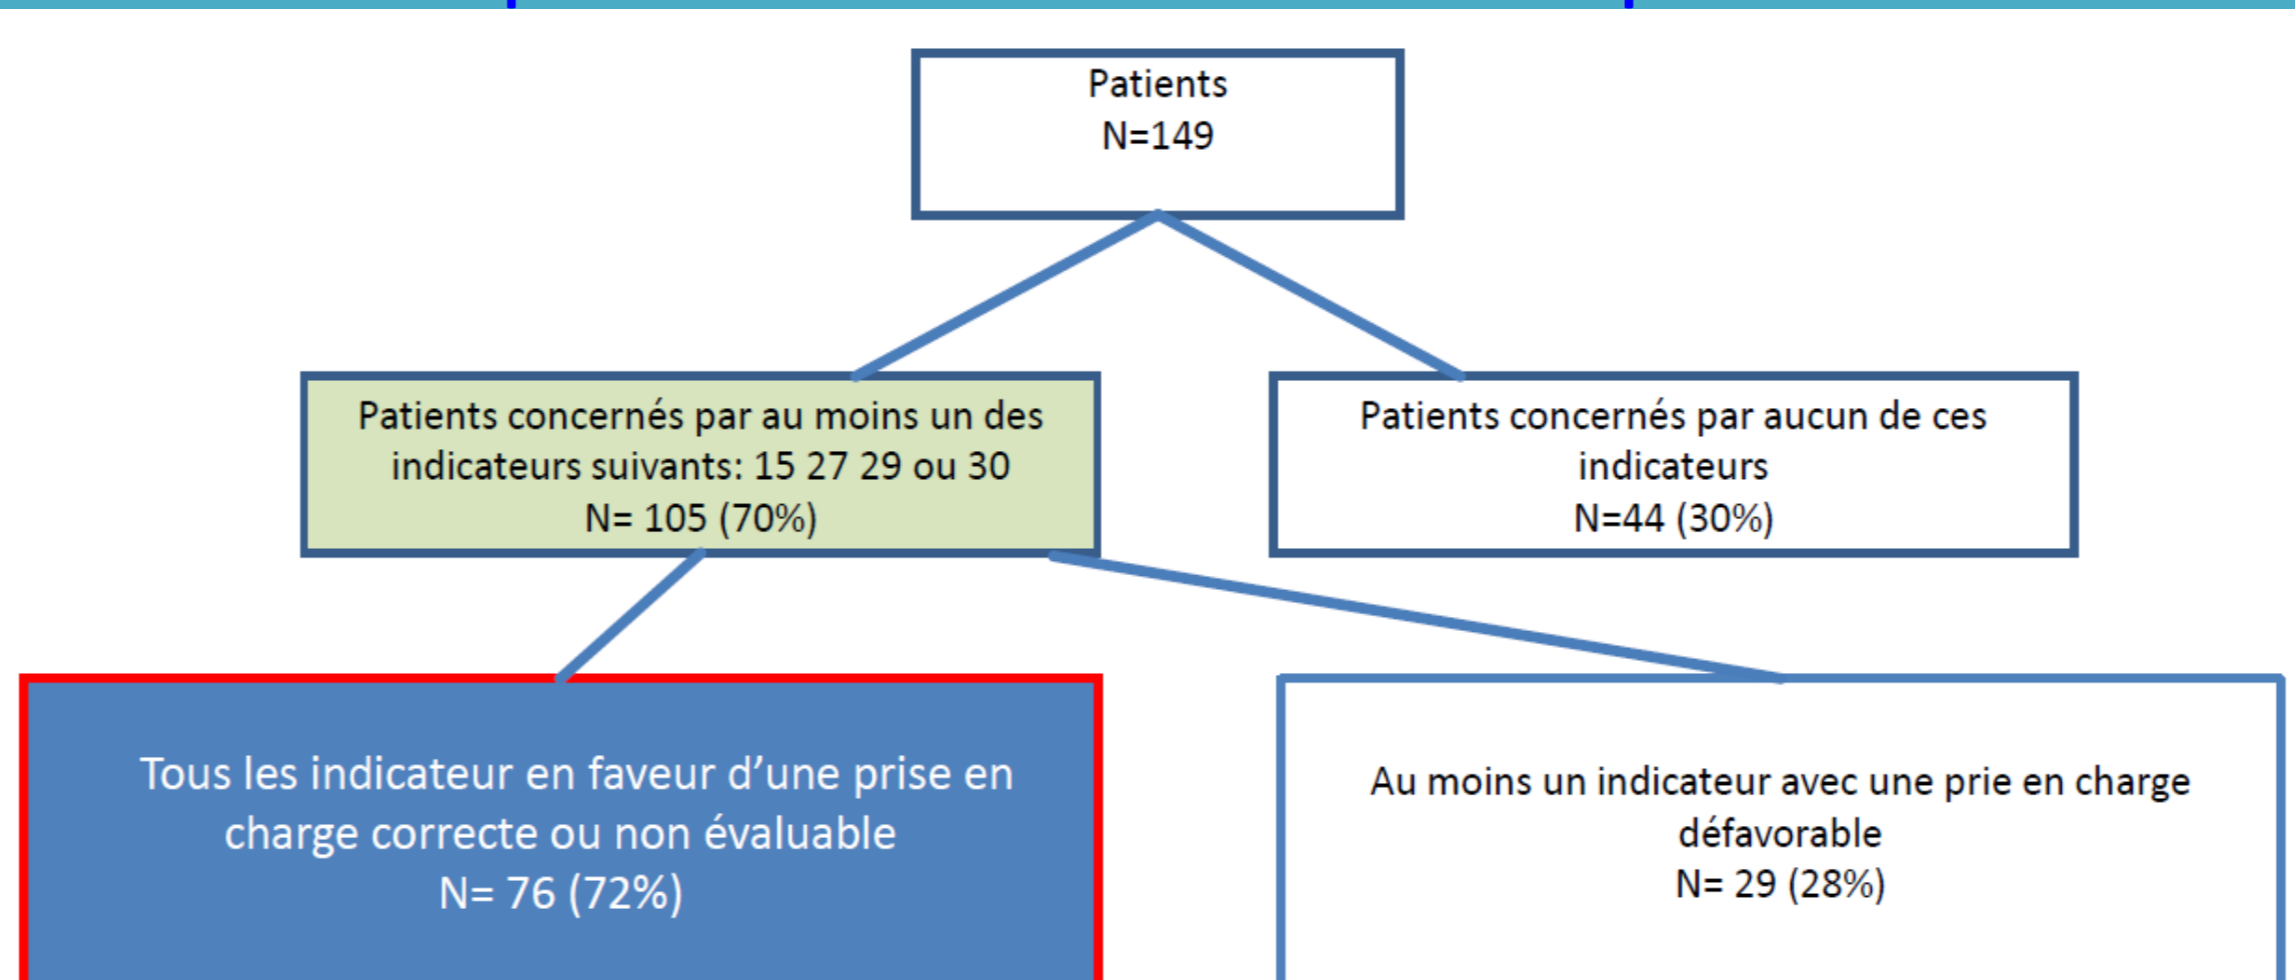 Patients
N=149
Patients concernés par au moins un des
indicateurs suivants: 15 27 29 ou 30
N= 105 (70%)
Patients concernés par aucun de ces
indicateurs
N=44 (30%)
Tous les indicateur en faveur d’une prise en
charge correcte ou non évaluable
N= 76 (72%)
Au moins un indicateur avec une prie en charge
défavorable
N= 29 (28%)